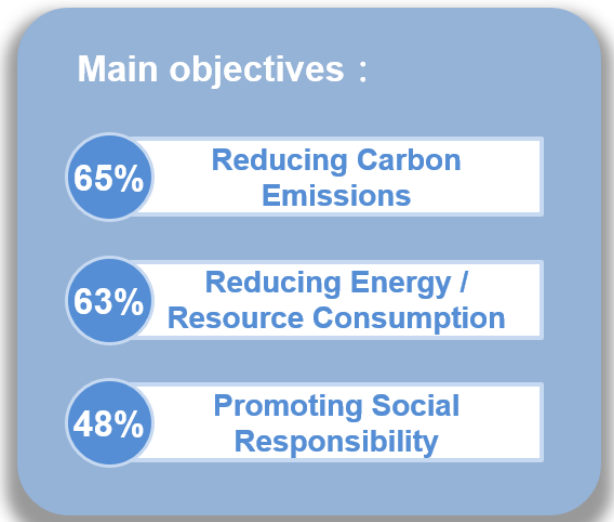 Main objectives：
65%
Reducing Carbon
Emissions
63%
Reducing Energy /
Resource Consumption
48%
Promoting Social
Responsibility